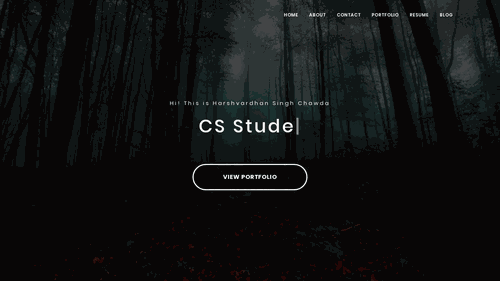 HOME ABOUT CONTACT PORTFOLIO RESUME BLOG
Hi! This is Harshvardhan Singh Chawda
CS Stude
VIEW PORTFOLIO